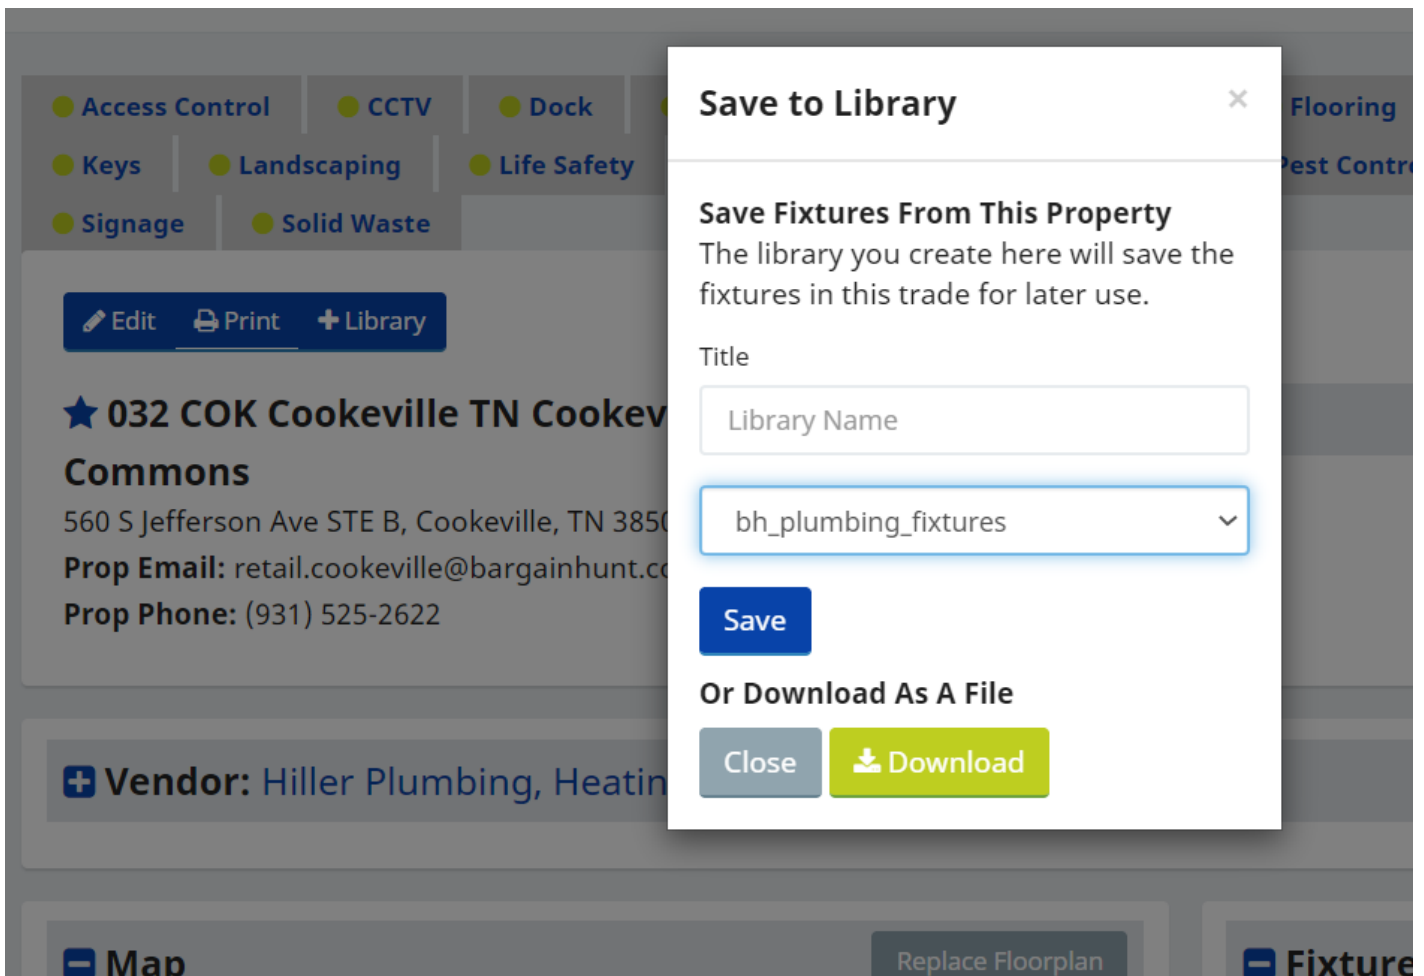 Access Control
CCTV
Dock
Flooring
Keys
Landscaping
Life Safety
Signage
Solid Waste
Edit
Print
Library
032 COK Cookeville TN
Commons
560 S Jefferson Ave STE B, Cookeville, TN
Prop Email: retail.cookeville@bargainhunt.
Prop Phone: (931) 525-2622
Vendor: Hiller Plumbing,
Map
Replace Floorplan
Save to Library
×
Save Fixtures From This Property
The library you create here will save the
fixtures in this trade for later use.
Title
Library Name
bh_plumbing_fixtures
Save
Or Download As A File
Close
Download